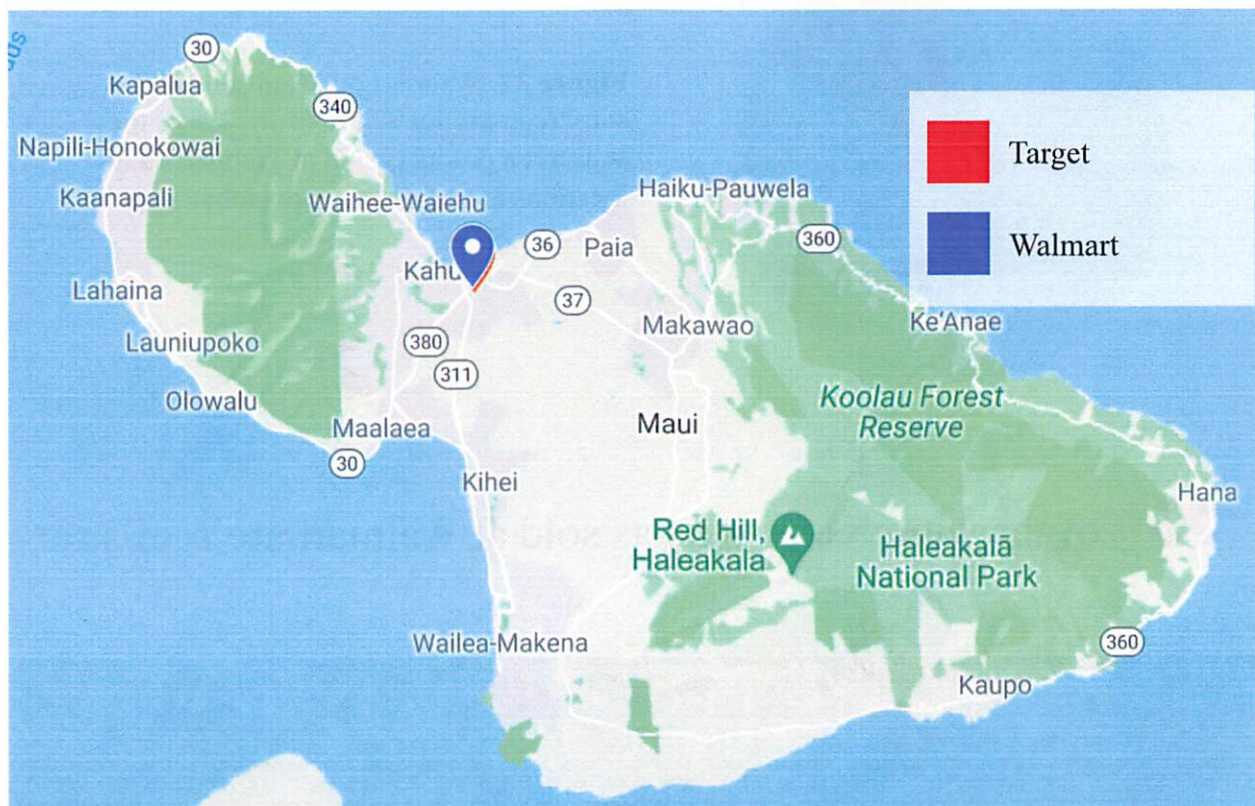 30
Kapalua
340
Napili-Honokowai
Target
Kaanapali
Waihee-Waiehu
Haiku-Pauwela
36
Paia
360
Walmart
Kahu
Lahaina
37
Launiupoko
380
Makawao
Ke'Anae
311
Olowalu
Koolau Forest
Reserve
Maalaea
Maui
30
Kihei
Hana
Red Hill,
Haleakala
Haleakalā
National Park
Wailea-Makena
360
Kaupo